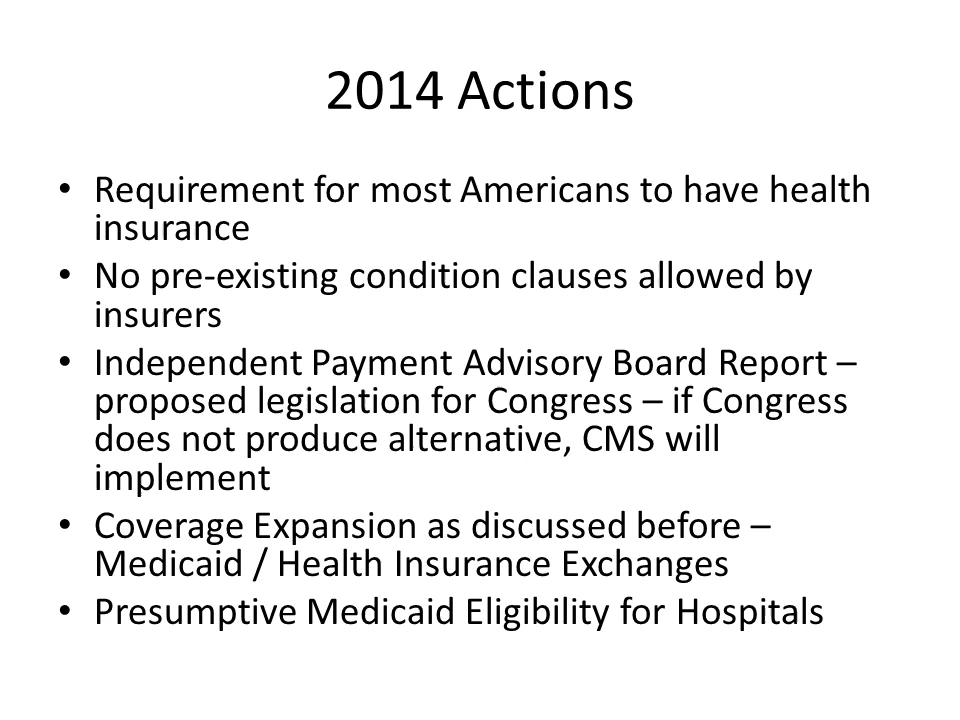 2014 Actions
• Requirement for most Americans to have health
insurance
• No pre-existing condition clauses allowed by
insurers
• Independent Payment Advisory Board Report –
proposed legislation for Congress – if Congress
does not produce alternative, CMS will
implement
• Coverage Expansion as discussed before –
Medicaid / Health Insurance Exchanges
• Presumptive Medicaid Eligibility for Hospitals